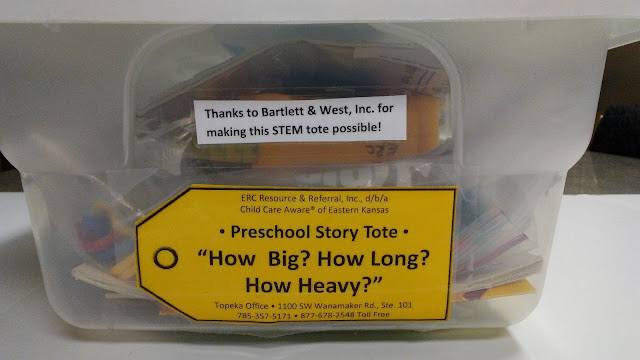 Thanks to Bartlett & West, Inc. for
making this STEM tote possible!
ERC
ERC Resource & Referral, Inc., d/b/a
Child Care Aware® of Eastern Kansas
• Preschool Story Tote •
“How Big? How Long?
How Heavy?”
Topeka Office • 1100 SW Wanamaker Rd., Ste. 101
785-357-5171 • 877-678-2548 Toll Free